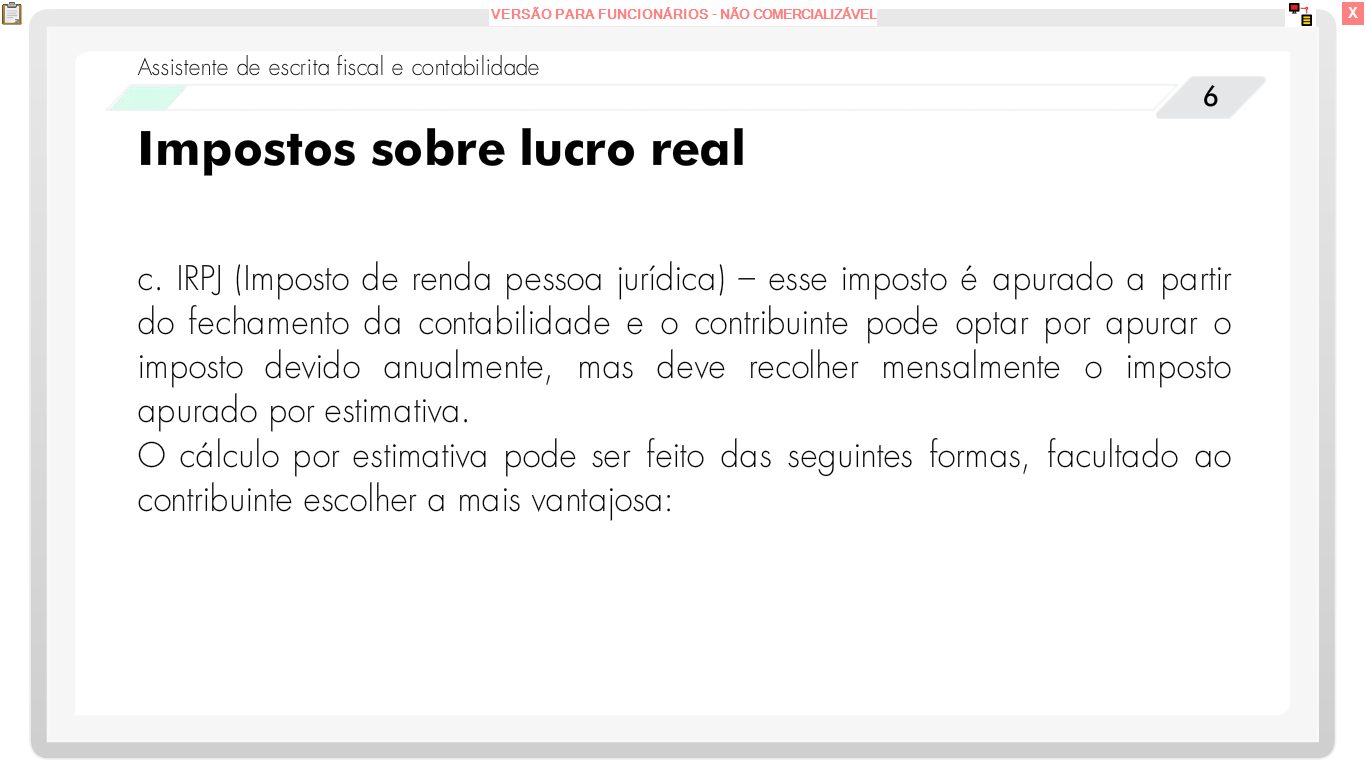 VERSÃO PARA FUNCIONÁRIOS - NÃO COMERCIALIZÁVEL
X
Assistente de escrita fiscal e contabilidade
6
Impostos sobre lucro real
c. IRPJ (Imposto de renda pessoa jurídica) – esse imposto é apurado a partir
do fechamento da contabilidade e o contribuinte pode optar por apurar o
imposto devido anualmente, mas deve recolher mensalmente o imposto
apurado por estimativa.
O cálculo por estimativa pode ser feito das seguintes formas, facultado ao
contribuinte escolher a mais vantajosa: